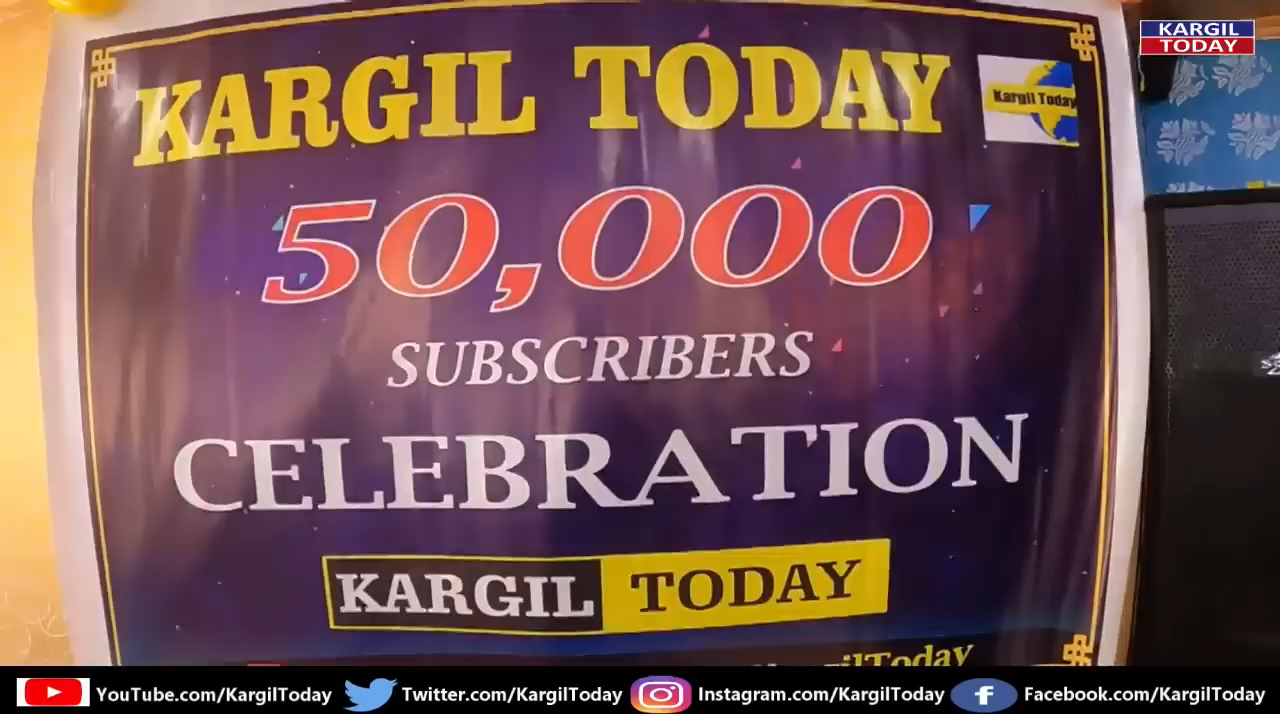 KARGIL
TODAY
KARGIL TODAY
Kargil Today
50,000
SUBSCRIBERS
CELEBRATION
KARGIL TODAY
YouTube.com/KargilToday Twitter.com/KargilToday Instagram.com/KargilToday Facebook.com/KargilToday